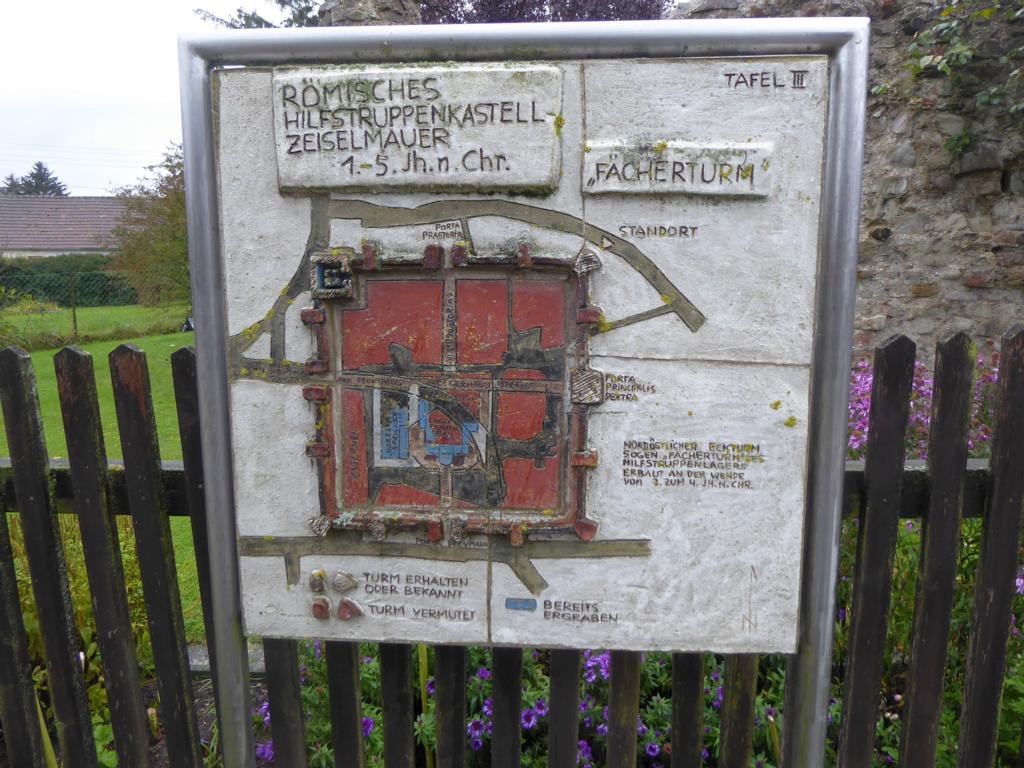 RÖMISCHES
HILFSTRUPPENKASTELL
ZEISELMAUER
1.-5. Jh. n. Chr.
TAFEL III
„FÄCHERTURM"
PORTA
PRAETORIA
STANDORT
PORTA
PRINCIPALIS
DEXTRA
NORDÖSTLICHER ECKTURM
SOGEN. „FÄCHERTURM" DES
HILFSTRUPPENLAGERS
ERBAUT AN DER WENDE
VOM 3. ZUM 4. JH. N. CHR.
TURM ERHALTEN
ODER BEKANNT
TURM VERMUTET
BEREITS
ERGRABEN
N